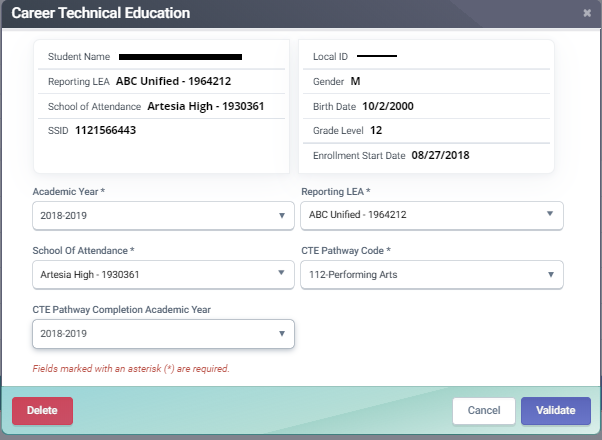 Career Technical Education ×
Student Name
Reporting LEA ABC Unified - 1964212
School of Attendance Artesia High - 1930361
SSID 1121566443
Local ID
Gender M
Birth Date 10/2/2000
Grade Level 12
Enrollment Start Date 08/27/2018
Academic Year * Reporting LEA *
2018-2019 ABC Unified - 1964212
School Of Attendance * CTE Pathway Code *
Artesia High - 1930361 112-Performing Arts
CTE Pathway Completion Academic Year
2018-2019
Fields marked with an asterisk (*) are required.
Delete Cancel Validate